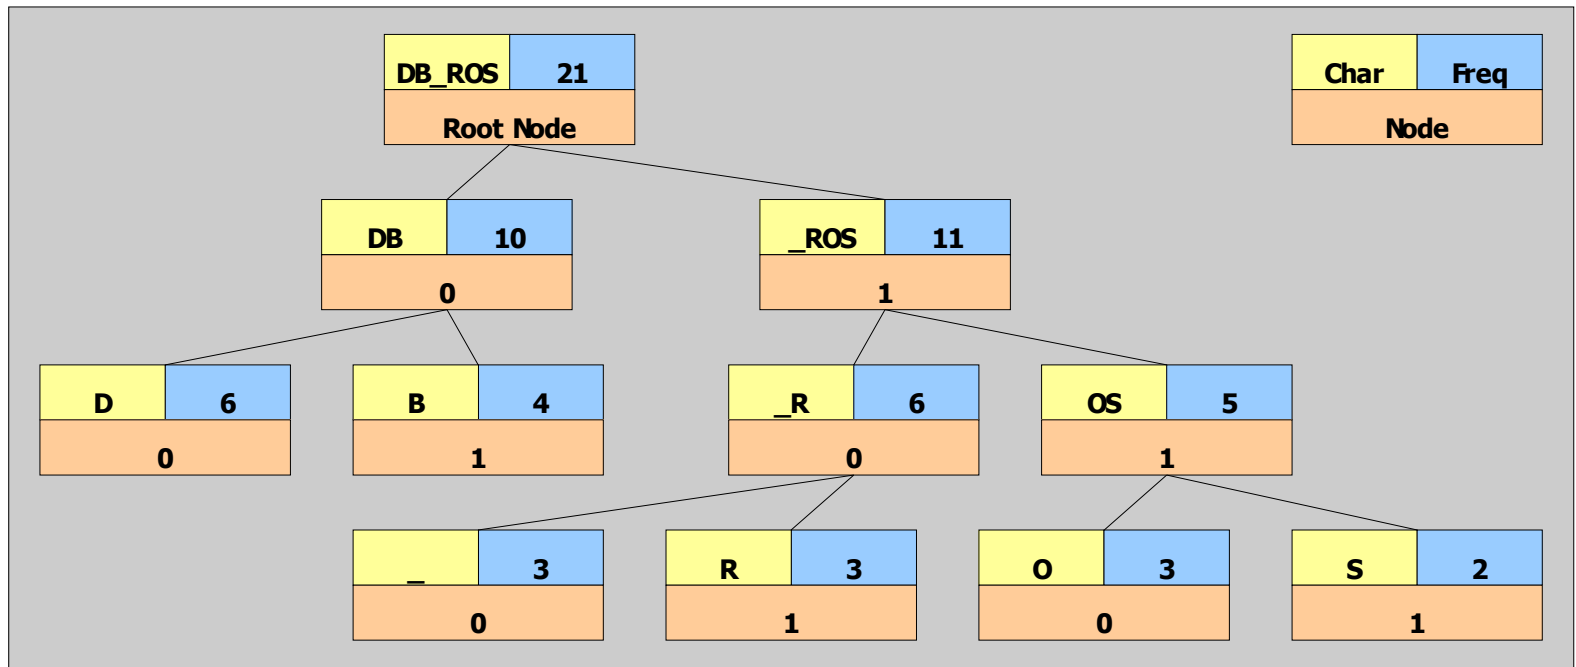 DB_ROS 21 Char Freq
Root Node Node
DB 10 _ROS 11
0 1
D 6 B 4 _R 6 OS 5
0 1 0 1
_ 3 R 3 O 3 S 2
0 1 0 1